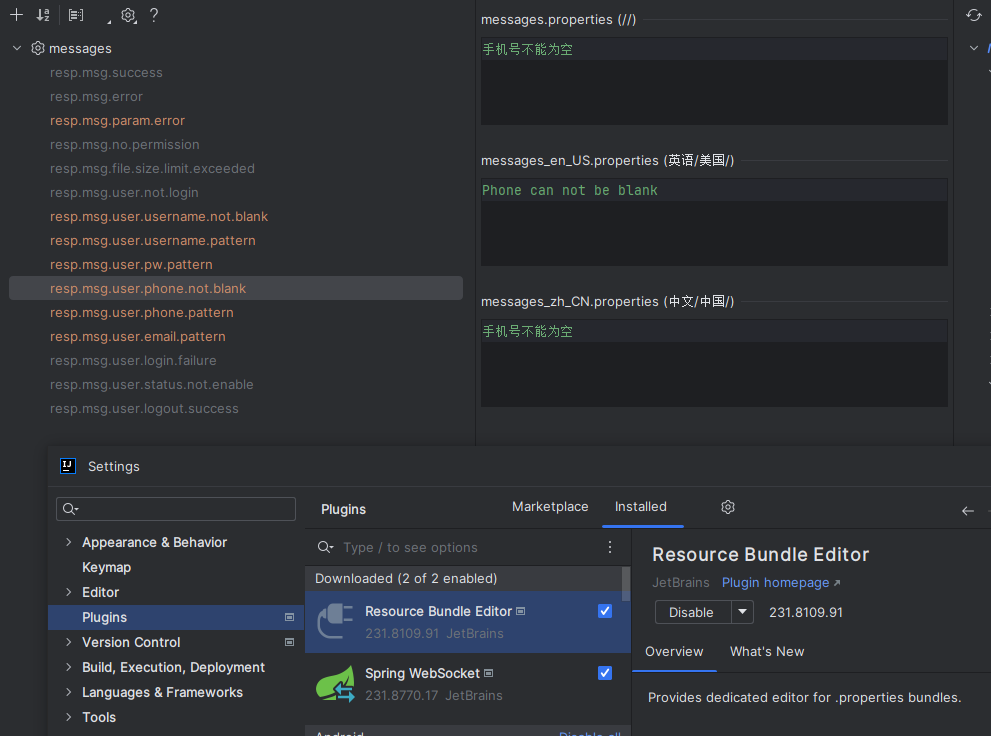 messages
resp.msg.success
resp.msg.error
resp.msg.param.error
resp.msg.no.permission
resp.msg.file.size.limit.exceeded
resp.msg.user.not.login
resp.msg.user.username.not.blank
resp.msg.user.username.pattern
resp.msg.user.pw.pattern
resp.msg.user.phone.not.blank
resp.msg.user.phone.pattern
resp.msg.user.email.pattern
resp.msg.user.login.failure
resp.msg.user.status.not.enable
resp.msg.user.logout.success
messages.properties (//)
手机号不能为空
messages_en_US.properties (英语/美国/)
Phone can not be blank
messages_zh_CN.properties (中文/中国/)
手机号不能为空
IJ Settings
Appearance & Behavior
Keymap
Editor
Plugins
Version Control
Build, Execution, Deployment
Languages & Frameworks
Tools
Plugins
Marketplace
Installed
Type / to see options
Downloaded (2 of 2 enabled)
Resource Bundle Editor
231.8109.91 JetBrains
Spring WebSocket
231.8770.17 JetBrains
Android
Disable all
Resource Bundle Editor
JetBrains Plugin homepage
Disable
231.8109.91
Overview
What's New
Provides dedicated editor for .properties bundles.